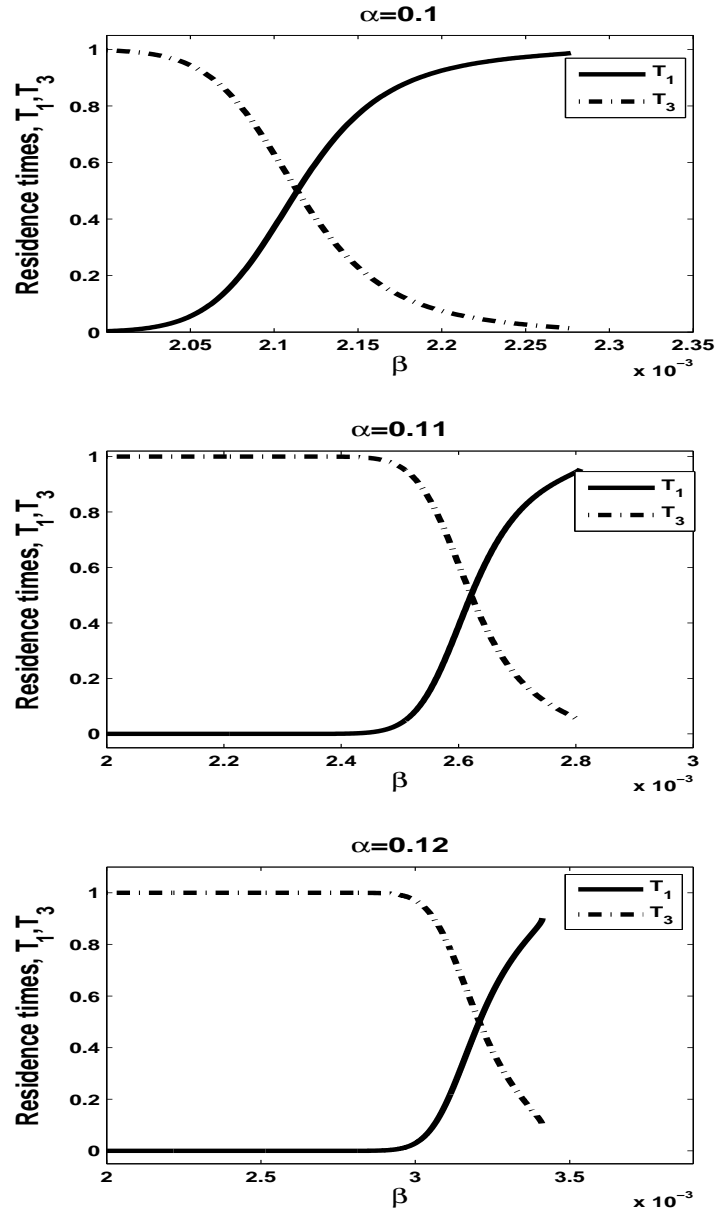 α=0.1
Residence times, T1,T3
1
0.8
0.6
0.4
0.2
0
T1
T3
2.05 2.1 2.15 2.2 2.25 2.3 2.35
β
x 10−3
α=0.11
Residence times, T1,T3
1
0.8
0.6
0.4
0.2
0
T1
T3
2 2.2 2.4 2.6 2.8 3
β
x 10−3
α=0.12
Residence times, T1,T3
1
0.8
0.6
0.4
0.2
0
T1
T3
2 2.5 3 3.5
β
x 10−3